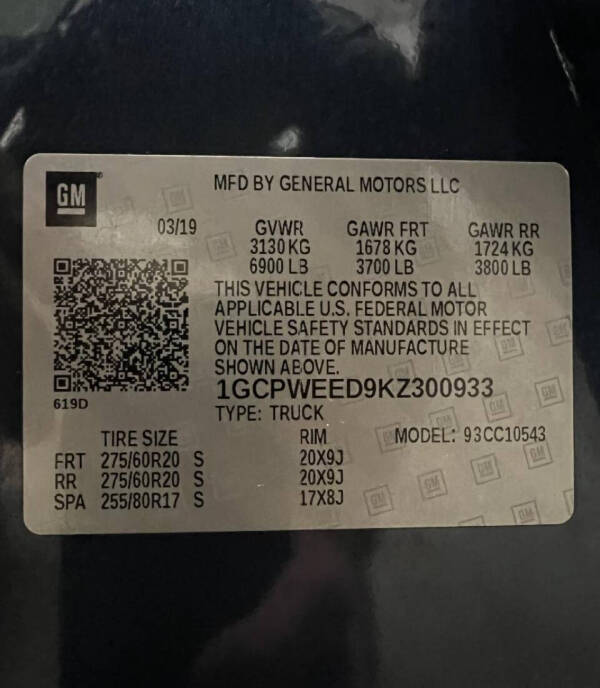 GM
MFD BY GENERAL MOTORS LLC
03/19 GVWR GAWR FRT GAWR RR
3130 KG 1678 KG 1724 KG
6900 LB 3700 LB 3800 LB
THIS VEHICLE CONFORMS TO ALL
APPLICABLE U.S. FEDERAL MOTOR
VEHICLE SAFETY STANDARDS IN EFFECT
ON THE DATE OF MANUFACTURE
SHOWN ABOVE.
1GCPWEED9KZ300933
619D
TYPE: TRUCK
TIRE SIZE RIM MODEL: 93CC10543
FRT 275/60R20 S 20X9J
RR 275/60R20 S 20X9J
SPA 255/80R17 S 17X8J